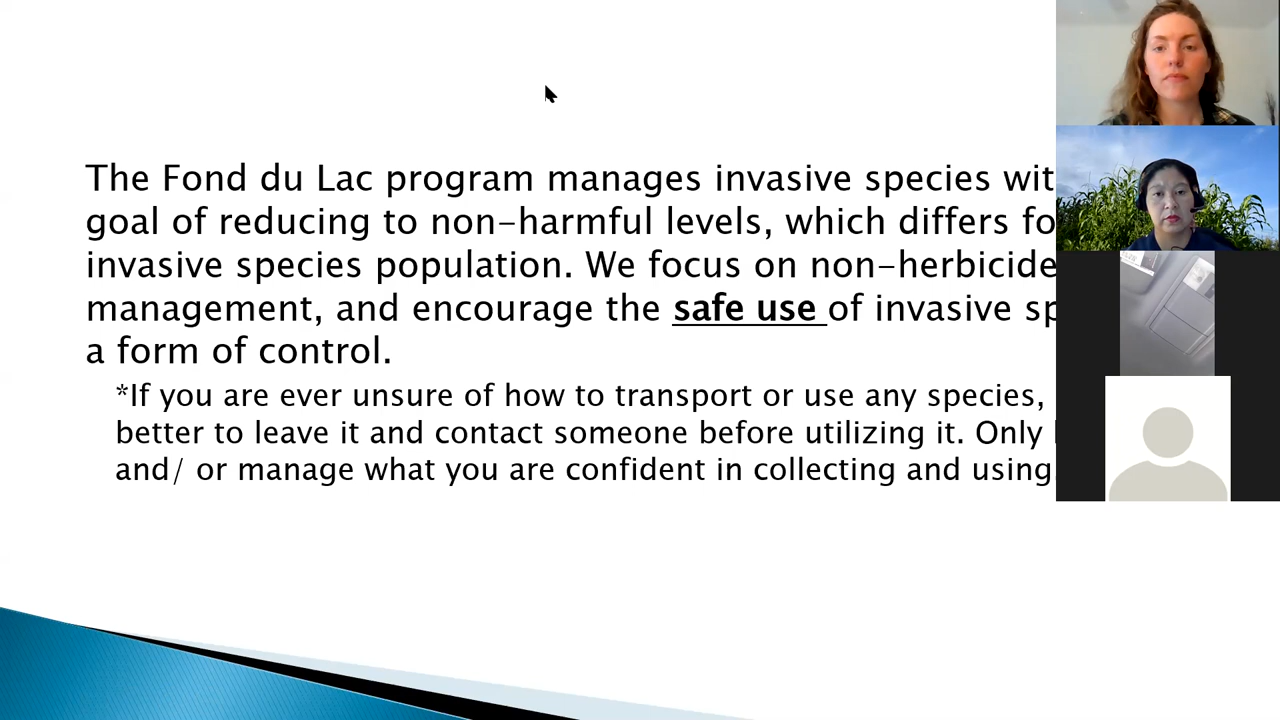 The Fond du Lac program manages invasive species
goal of reducing to non-harmful levels, which differs
invasive species population. We focus on non-herbicide
management, and encourage the safe use of invasive
a form of control.
*If you are ever unsure of how to transport or use any species,
better to leave it and contact someone before utilizing it. Only
and/ or manage what you are confident in collecting and using